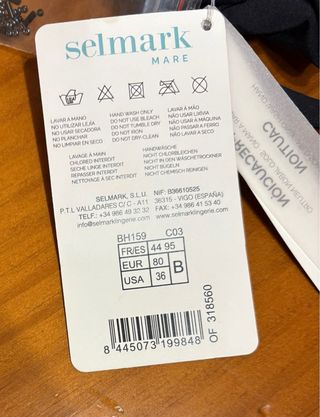 selmark
MARE
LAVAR A MANO
NO UTILIZAR LEJÍA
NO USAR SECADORA
NO PLANCHAR
NO LIMPIAR EN SECO
HAND WASH ONLY
DO NOT USE BLEACH
DO NOT TUMBLE DRY
DO NOT IRON
DO NOT DRY-CLEAN
LAVAR À MÃO
NÃO USAR LIXÍVIA
NÃO USAR A MÁQUINA
NÃO PASSAR A FERRO
NÃO LAVAR A SECO
LAVAGE À MAIN
CHLORED INTERDIT
SECHE LINGE INTERDIT
REPASSER INTERDIT
NETTOYAGE À SEC INTERDIT
HANDWÄSCHE
NICHT CHLORBLEICHEN
NICHT IN DEN WÄSCHETROCKNER
NICHT BÜGELN
NICHT CHEMISCH REINIGEN
SELMARK, S.L.U. NIF: B36610525
P.T.L VALLADARES C/ C - A11 36315 - VIGO (ESPAÑA)
TELF.: +34 986 49 32 32 FAX: +34 986 41 53 40
info@selmarklingerie.com www.selmarklingerie.com
BH159 C03
FR/ES 44 95
EUR 80 B
USA 36
OF 318560
8 445073 199848
PRECAUCIÓN
CAUTION